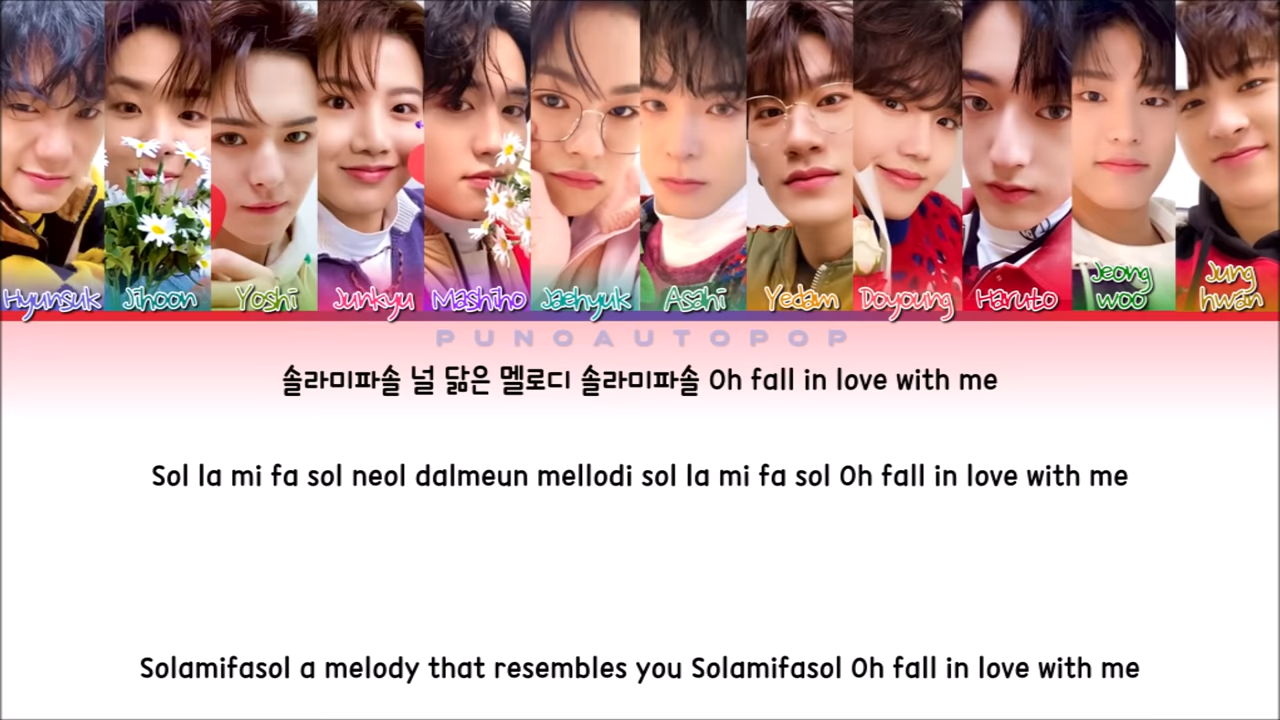 Hyunsuk Jihoon Yoshi Junkyu Mashiho Jaehyuk Asahi Yedam Doyoung Haruto Jeong woo Jung hwan
PUNOAUTOPOP
솔라미파솔 널 닮은 멜로디 솔라미파솔 Oh fall in love with me
Sol la mi fa sol neol dalmeun mellodi sol la mi fa sol Oh fall in love with me
Solamifasol a melody that resembles you Solamifasol Oh fall in love with me